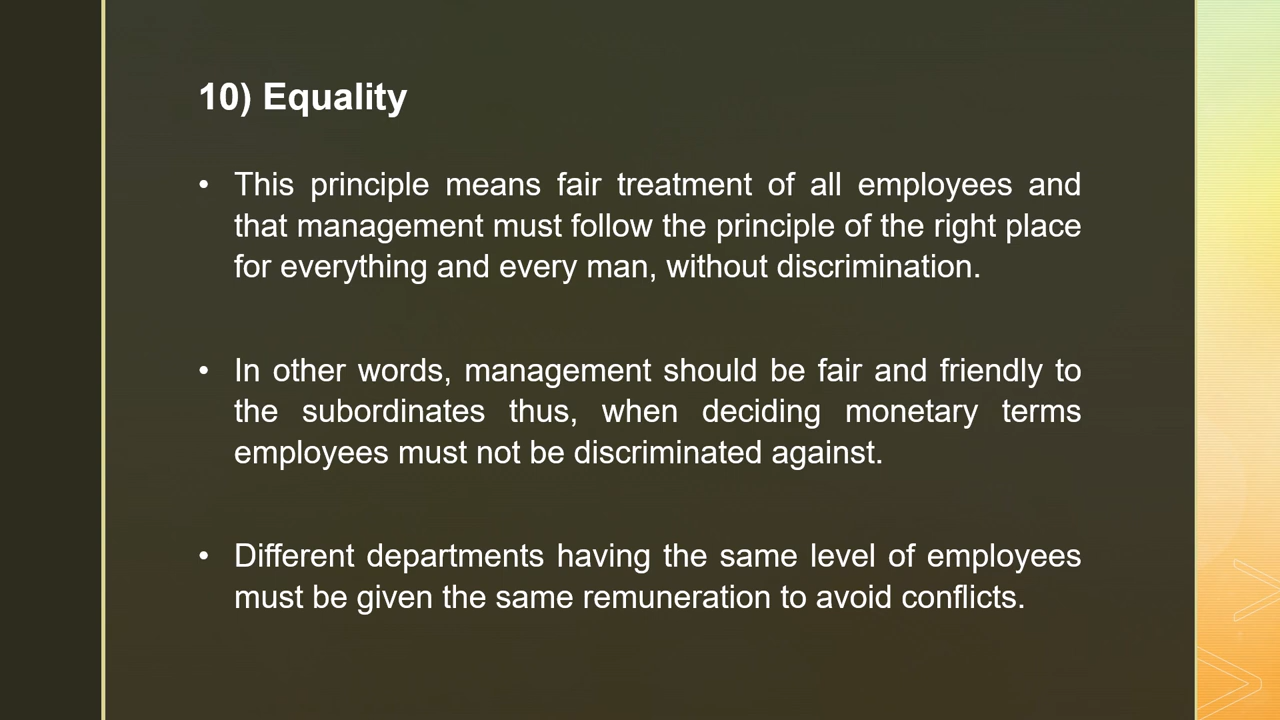 10) Equality
• This principle means fair treatment of all employees and
that management must follow the principle of the right place
for everything and every man, without discrimination.
• In other words, management should be fair and friendly to
the subordinates thus, when deciding monetary terms
employees must not be discriminated against.
• Different departments having the same level of employees
must be given the same remuneration to avoid conflicts.